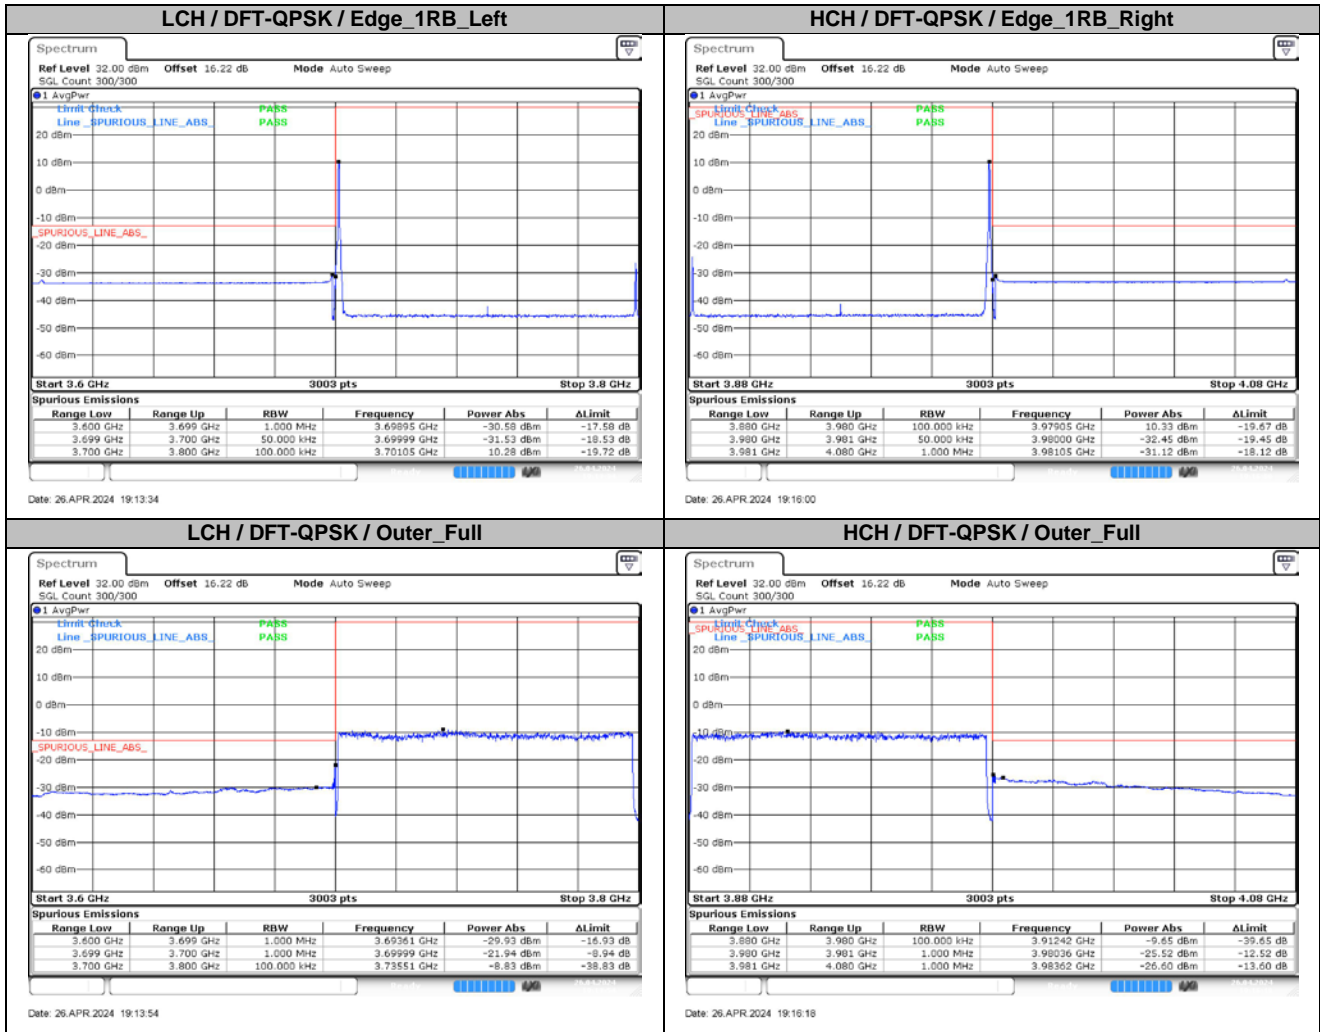 LCH / DFT-QPSK / Edge_1RB_Left
Spectrum
Ref Level 32.00 dBm Offset 16.22 dB Mode Auto Sweep
SGL Count 300/300
1 AvgPwr
Limit Check PASS
Line _SPURIOUS_LINE_ABS_ PASS
20 dBm
10 dBm
0 dBm
-10 dBm
_SPURIOUS_LINE_ABS_
-20 dBm
-30 dBm
-40 dBm
-50 dBm
-60 dBm
Start 3.6 GHz 3003 pts Stop 3.8 GHz
Spurious Emissions
Range Low Range Up RBW Frequency Power Abs ΔLimit
3.600 GHz 3.699 GHz 1.000 MHz 3.69895 GHz -30.58 dBm -17.58 dB
3.699 GHz 3.700 GHz 50.000 kHz 3.69999 GHz -31.53 dBm -18.53 dB
3.700 GHz 3.800 GHz 100.000 kHz 3.70105 GHz 10.28 dBm -19.72 dB
Date: 26.APR.2024 19:13:34
HCH / DFT-QPSK / Edge_1RB_Right
Spectrum
Ref Level 32.00 dBm Offset 16.22 dB Mode Auto Sweep
SGL Count 300/300
1 AvgPwr
Limit Check PASS
_SPURIOUS_LINE_ABS_
Line _SPURIOUS_LINE_ABS_ PASS
20 dBm
10 dBm
0 dBm
-10 dBm
-20 dBm
-30 dBm
-40 dBm
-50 dBm
-60 dBm
Start 3.88 GHz 3003 pts Stop 4.08 GHz
Spurious Emissions
Range Low Range Up RBW Frequency Power Abs ΔLimit
3.880 GHz 3.980 GHz 100.000 kHz 3.97905 GHz 10.33 dBm -19.67 dB
3.980 GHz 3.981 GHz 50.000 kHz 3.98000 GHz -32.45 dBm -19.45 dB
3.981 GHz 4.080 GHz 1.000 MHz 3.98105 GHz -31.12 dBm -18.12 dB
Date: 26.APR.2024 19:16:00
LCH / DFT-QPSK / Outer_Full
Spectrum
Ref Level 32.00 dBm Offset 16.22 dB Mode Auto Sweep
SGL Count 300/300
1 AvgPwr
Limit Check PASS
Line _SPURIOUS_LINE_ABS_ PASS
20 dBm
10 dBm
0 dBm
-10 dBm
_SPURIOUS_LINE_ABS_
-20 dBm
-30 dBm
-40 dBm
-50 dBm
-60 dBm
Start 3.6 GHz 3003 pts Stop 3.8 GHz
Spurious Emissions
Range Low Range Up RBW Frequency Power Abs ΔLimit
3.600 GHz 3.699 GHz 1.000 MHz 3.69361 GHz -29.93 dBm -16.93 dB
3.699 GHz 3.700 GHz 1.000 MHz 3.69999 GHz -21.94 dBm -8.94 dB
3.700 GHz 3.800 GHz 100.000 kHz 3.73551 GHz -8.83 dBm -38.83 dB
Date: 26.APR.2024 19:13:54
HCH / DFT-QPSK / Outer_Full
Spectrum
Ref Level 32.00 dBm Offset 16.22 dB Mode Auto Sweep
SGL Count 300/300
1 AvgPwr
Limit Check PASS
_SPURIOUS_LINE_ABS_
Line _SPURIOUS_LINE_ABS_ PASS
20 dBm
10 dBm
0 dBm
-10 dBm
-20 dBm
-30 dBm
-40 dBm
-50 dBm
-60 dBm
Start 3.88 GHz 3003 pts Stop 4.08 GHz
Spurious Emissions
Range Low Range Up RBW Frequency Power Abs ΔLimit
3.880 GHz 3.980 GHz 100.000 kHz 3.91242 GHz -9.65 dBm -39.65 dB
3.980 GHz 3.981 GHz 1.000 MHz 3.98036 GHz -25.52 dBm -12.52 dB
3.981 GHz 4.080 GHz 1.000 MHz 3.98362 GHz -26.60 dBm -13.60 dB
Date: 26.APR.2024 19:16:18